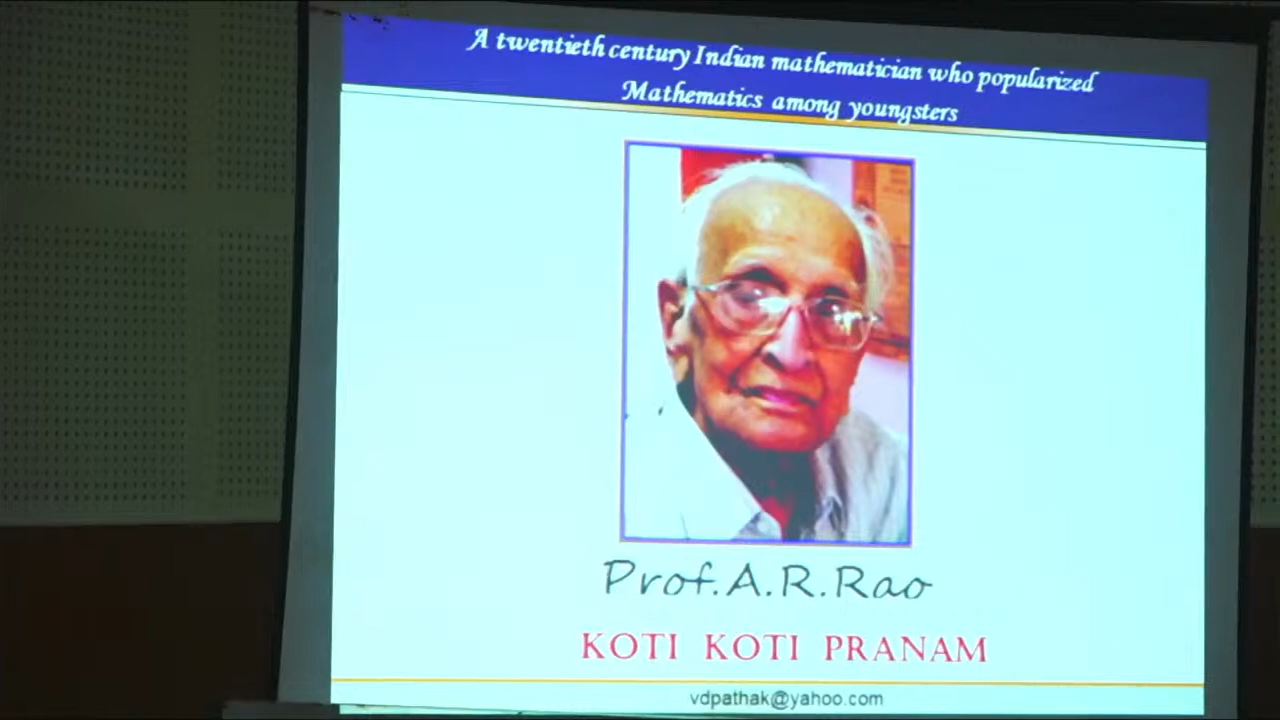 A twentieth century Indian mathematician who popularized
Mathematics among youngsters
Prof.A.R.Rao
KOTI KOTI PRANAM
vdpathak@yahoo.com